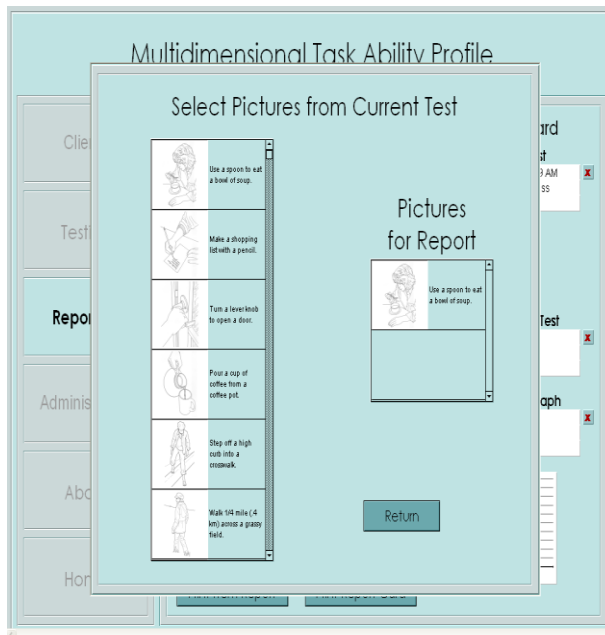 Multidimensional Task Ability Profile
Select Pictures from Current Test
Use a spoon to eat
a bowl of soup.
Make a shopping
list with a pencil.
Turn a lever knob
to open a door.
Pour a cup of
coffee from a
coffee pot.
Step off a high
curb into a
crosswalk.
Walk 1/4 mile (.4
km) across a grassy
field.
Pictures
for Report
Use a spoon to eat
a bowl of soup.
Return
Clie
Testi
Repor
Adminis
Abo
Hom
ard
st
9 AM
ss
x
Test
x
aph
x